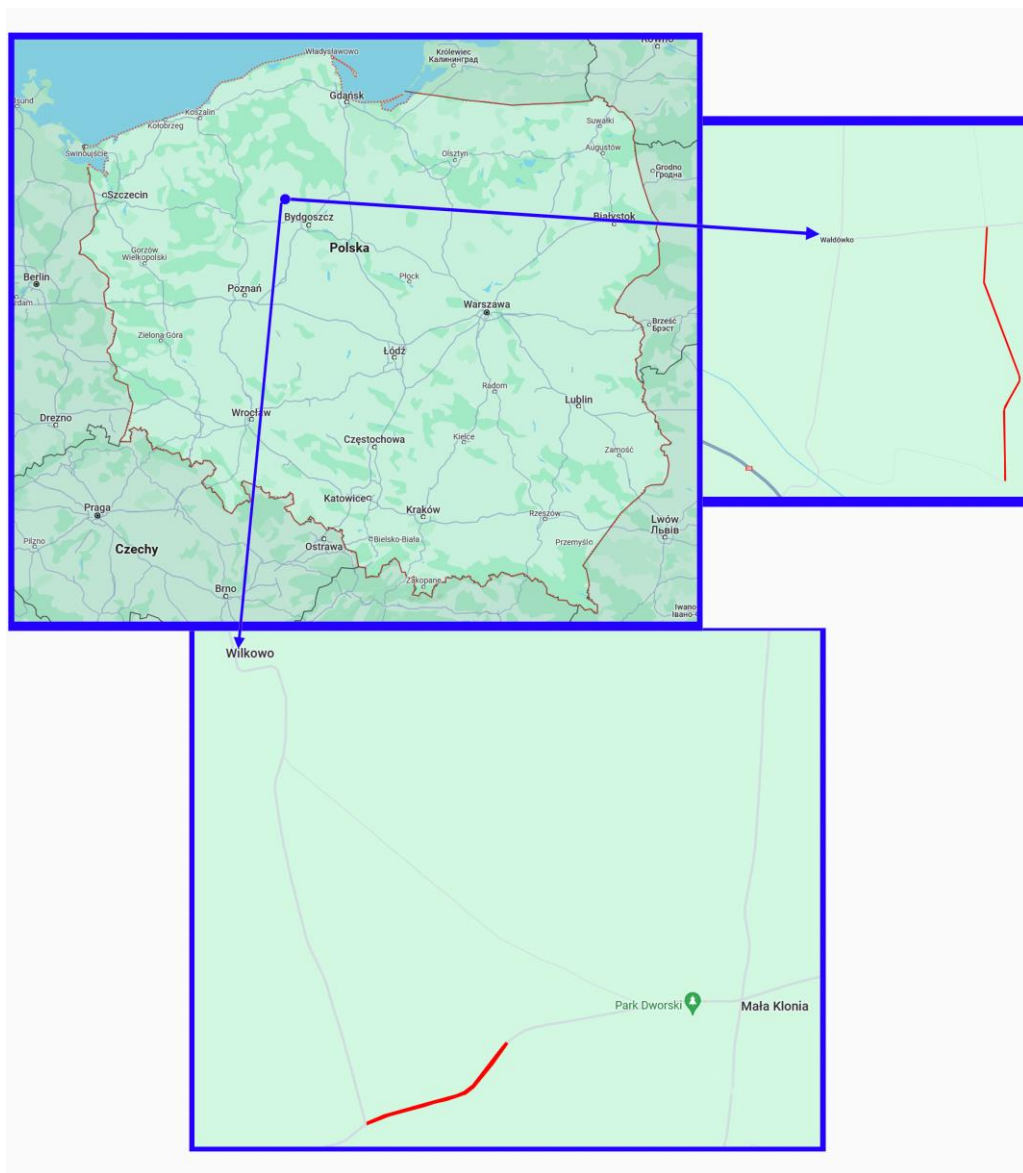 Władysławowo
Królewiec
Калининград
Gdańsk
Koszalin
Kołobrzeg
Suwałki
Olsztyn
Augustów
Świnoujście
Grodno
Гродна
Szczecin
Bydgoszcz
Białystok
Polska
Gorzów
Wielkopolski
Berlin
Płock
Poznań
Warszawa
Brześć
Брэст
Zielona Góra
Łódź
Radom
Lublin
Drezno
Wrocław
Częstochowa
Kielce
Zamość
Katowice
Kraków
Rzeszów
Praga
Lwów
Львів
Pilzno
Czechy
Ostrawa
Bielsko-Biała
Przemyśl
Zakopane
Brno
Wałdówko
Wilkowo
Park Dworski
Mała Klonia